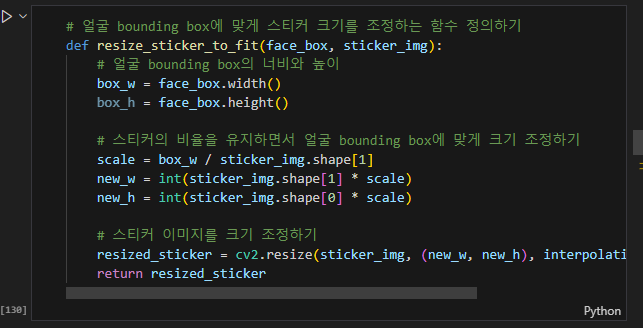 # 얼굴 bounding box에 맞게 스티커 크기를 조정하는 함수 정의하기
def resize_sticker_to_fit(face_box, sticker_img):
    # 얼굴 bounding box의 너비와 높이
    box_w = face_box.width()
    box_h = face_box.height()

    # 스티커의 비율을 유지하면서 얼굴 bounding box에 맞게 크기 조정하기
    scale = box_w / sticker_img.shape[1]
    new_w = int(sticker_img.shape[1] * scale)
    new_h = int(sticker_img.shape[0] * scale)

    # 스티커 이미지를 크기 조정하기
    resized_sticker = cv2.resize(sticker_img, (new_w, new_h), interpolati
    return resized_sticker
[130]
Python